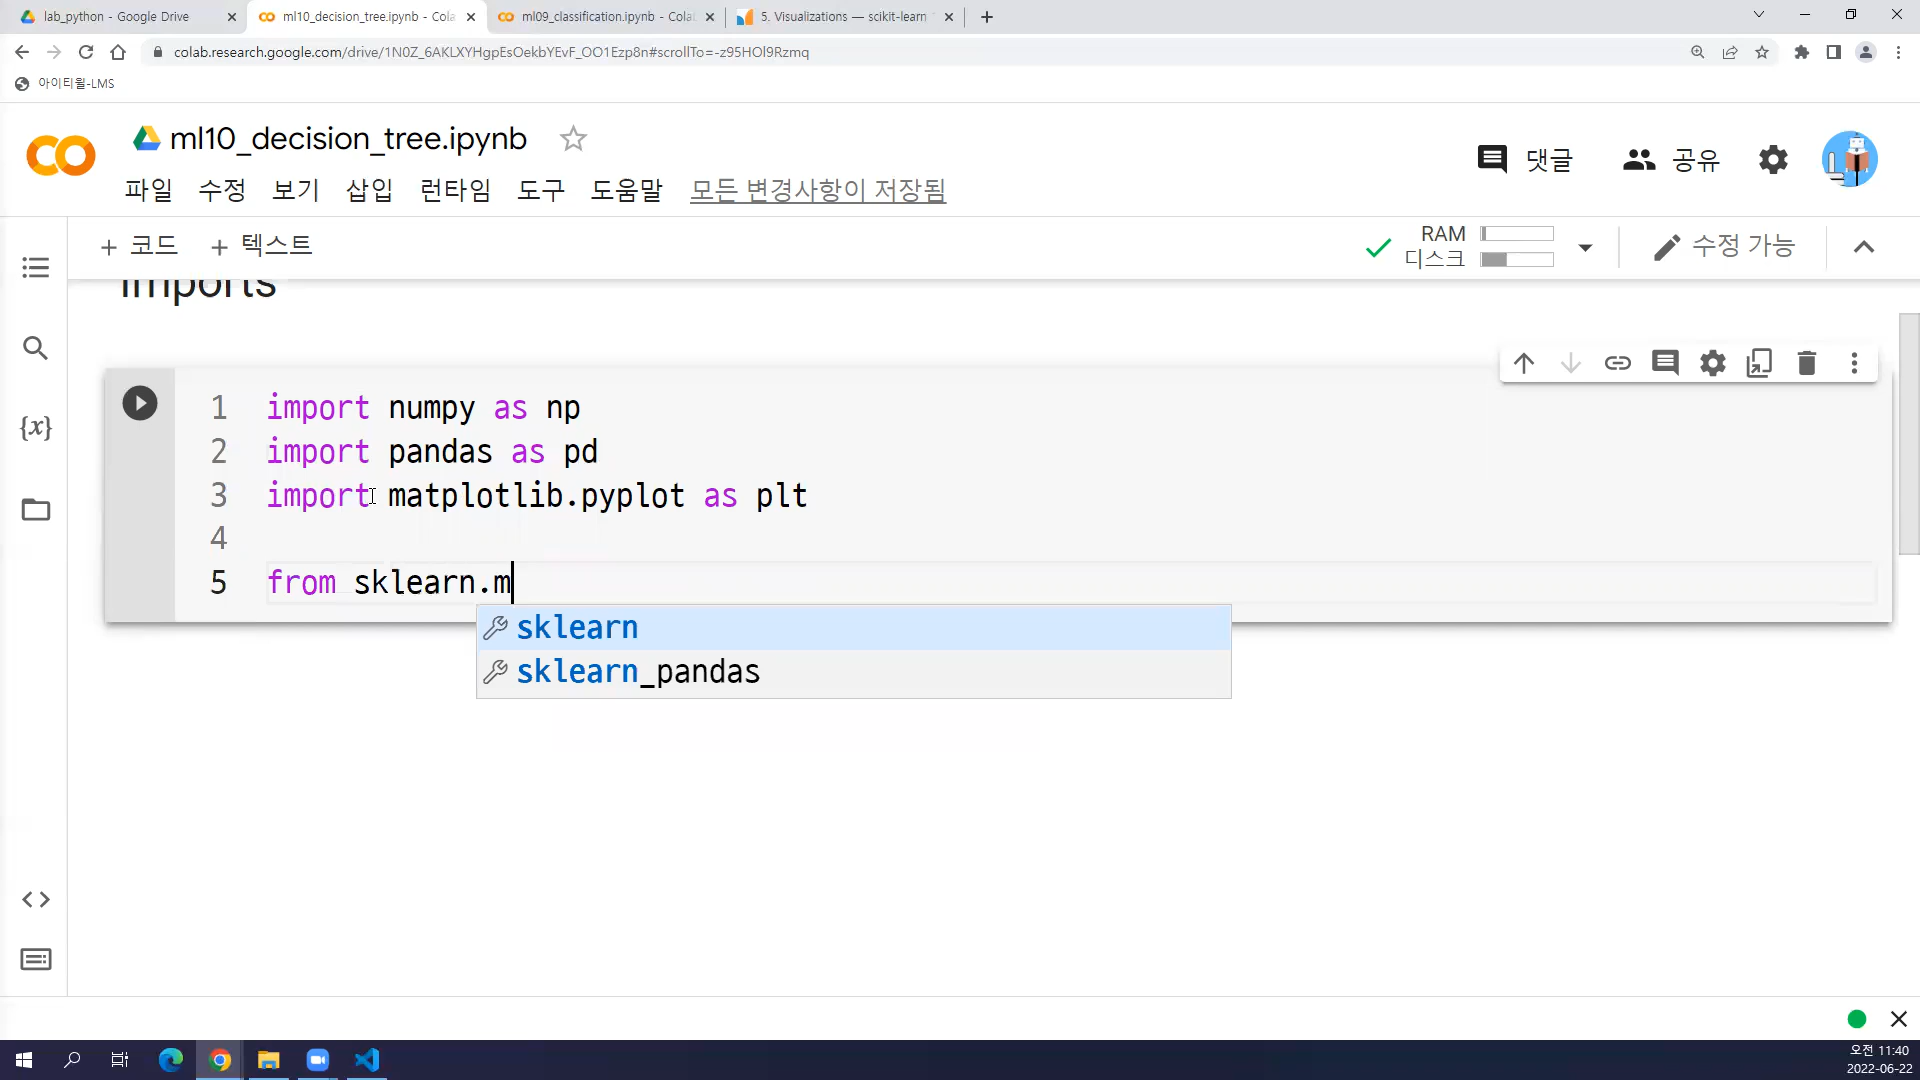 lab_python - Google Drive
ml10_decision_tree.ipynb - Cola
ml09_classification.ipynb - Cola
5. Visualizations — scikit-learn
colab.research.google.com/drive/1N0Z_6AKLXYHgpEsOekbYEvF_OO1Ezp8n#scrollTo=-z95HOl9Rzmq
아이티윌-LMS
ml10_decision_tree.ipynb
댓글
공유
파일 수정 보기 삽입 런타임 도구 도움말 모든 변경사항이 저장됨
+ 코드 + 텍스트
RAM
디스크
수정 가능
Imports
{x}
1 import numpy as np
2 import pandas as pd
3 import matplotlib.pyplot as plt
4
5 from sklearn.m
sklearn
sklearn_pandas
오전 11:40
2022-06-22